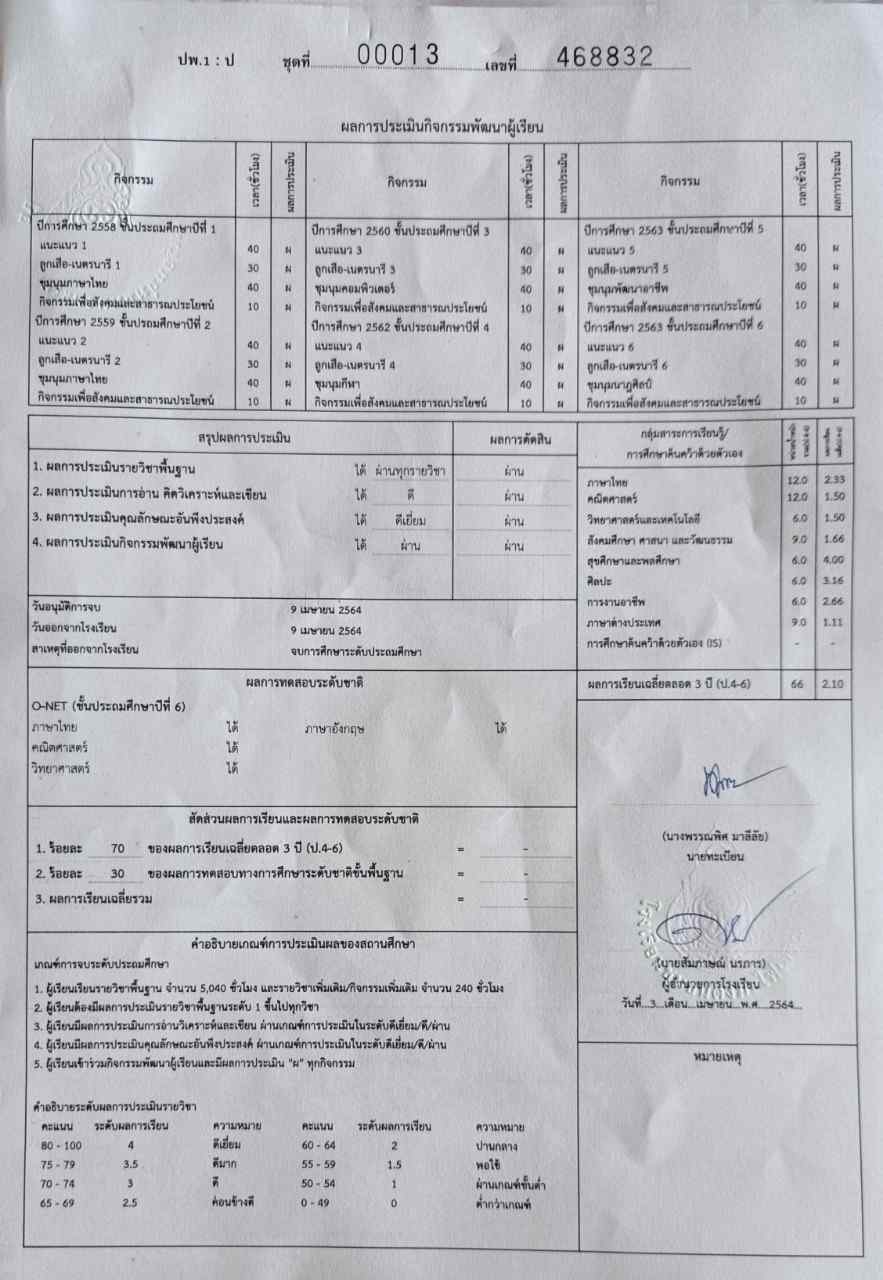 ปพ.1 : ป ชุดที่ 00013 เลขที่ 468832
ผลการประเมินกิจกรรมพัฒนาผู้เรียน
กิจกรรม เวลา(ชั่วโมง) ผลการประเมิน กิจกรรม เวลา(ชั่วโมง) ผลการประเมิน กิจกรรม เวลา(ชั่วโมง) ผลการประเมิน
ปีการศึกษา 2558 ชั้นประถมศึกษาปีที่ 1 ปีการศึกษา 2560 ชั้นประถมศึกษาปีที่ 3 ปีการศึกษา 2563 ชั้นประถมศึกษาปีที่ 5
แนะแนว 1 40 ผ แนะแนว 3 40 ผ แนะแนว 5 40 ผ
ลูกเสือ-เนตรนารี 1 30 ผ ลูกเสือ-เนตรนารี 3 30 ผ ลูกเสือ-เนตรนารี 5 30 ผ
ชุมนุมภาษาไทย 40 ผ ชุมนุมคอมพิวเตอร์ 40 ผ ชุมนุมพัฒนาอาชีพ 40 ผ
กิจกรรมเพื่อสังคมและสาธารณประโยชน์ 10 ผ กิจกรรมเพื่อสังคมและสาธารณประโยชน์ 10 ผ กิจกรรมเพื่อสังคมและสาธารณประโยชน์ 10 ผ
ปีการศึกษา 2559 ชั้นประถมศึกษาปีที่ 2 ปีการศึกษา 2562 ชั้นประถมศึกษาปีที่ 4 ปีการศึกษา 2563 ชั้นประถมศึกษาปีที่ 6
แนะแนว 2 40 ผ แนะแนว 4 40 ผ แนะแนว 6 40 ผ
ลูกเสือ-เนตรนารี 2 30 ผ ลูกเสือ-เนตรนารี 4 30 ผ ลูกเสือ-เนตรนารี 6 30 ผ
ชุมนุมภาษาไทย 40 ผ ชุมนุมกีฬา 40 ผ ชุมนุมนาฏศิลป์ 40 ผ
กิจกรรมเพื่อสังคมและสาธารณประโยชน์ 10 ผ กิจกรรมเพื่อสังคมและสาธารณประโยชน์ 10 ผ กิจกรรมเพื่อสังคมและสาธารณประโยชน์ 10 ผ
สรุปผลการประเมิน ผลการตัดสิน
1. ผลการประเมินรายวิชาพื้นฐาน ได้ ผ่านทุกรายวิชา ผ่าน
2. ผลการประเมินการอ่าน คิดวิเคราะห์และเขียน ได้ ดี ผ่าน
3. ผลการประเมินคุณลักษณะอันพึงประสงค์ ได้ ดีเยี่ยม ผ่าน
4. ผลการประเมินกิจกรรมพัฒนาผู้เรียน ได้ ผ่าน ผ่าน
วันอนุมัติการจบ 9 เมษายน 2564
วันออกจากโรงเรียน 9 เมษายน 2564
สาเหตุที่ออกจากโรงเรียน จบการศึกษาระดับประถมศึกษา
ผลการทดสอบระดับชาติ
O-NET (ชั้นประถมศึกษาปีที่ 6)
ภาษาไทย ได้ ภาษาอังกฤษ ได้
คณิตศาสตร์ ได้
วิทยาศาสตร์ ได้
สัดส่วนผลการเรียนและผลการทดสอบระดับชาติ
1. ร้อยละ 70 ของผลการเรียนเฉลี่ยตลอด 3 ปี (ป.4-6) = -
2. ร้อยละ 30 ของผลการทดสอบทางการศึกษาระดับชาติขั้นพื้นฐาน = -
3. ผลการเรียนเฉลี่ยรวม = -
คำอธิบายเกณฑ์การประเมินผลของสถานศึกษา
เกณฑ์การจบระดับประถมศึกษา
1. ผู้เรียนเรียนรายวิชาพื้นฐาน จำนวน 5,040 ชั่วโมง และรายวิชาเพิ่มเติม/กิจกรรมเพิ่มเติม จำนวน 240 ชั่วโมง
2. ผู้เรียนต้องมีผลการประเมินรายวิชาพื้นฐานระดับ 1 ขึ้นไปทุกวิชา
3. ผู้เรียนมีผลการประเมินการอ่านวิเคราะห์และเขียน ผ่านเกณฑ์การประเมินในระดับดีเยี่ยม/ดี/ผ่าน
4. ผู้เรียนมีผลการประเมินคุณลักษณะอันพึงประสงค์ ผ่านเกณฑ์การประเมินในระดับดีเยี่ยม/ดี/ผ่าน
5. ผู้เรียนเข้าร่วมกิจกรรมพัฒนาผู้เรียนและมีผลการประเมิน "ผ" ทุกกิจกรรม
คำอธิบายระดับผลการประเมินรายวิชา
คะแนน ระดับผลการเรียน ความหมาย คะแนน ระดับผลการเรียน ความหมาย
80 - 100 4 ดีเยี่ยม 60 - 64 2 ปานกลาง
75 - 79 3.5 ดีมาก 55 - 59 1.5 พอใช้
70 - 74 3 ดี 50 - 54 1 ผ่านเกณฑ์ขั้นต่ำ
65 - 69 2.5 ค่อนข้างดี 0 - 49 0 ต่ำกว่าเกณฑ์
กลุ่มสาระการเรียนรู้/
การศึกษาค้นคว้าด้วยตัวเอง
ภาษาไทย 12.0 2.33
คณิตศาสตร์ 12.0 1.50
วิทยาศาสตร์และเทคโนโลยี 6.0 1.50
สังคมศึกษา ศาสนา และวัฒนธรรม 9.0 1.66
สุขศึกษาและพลศึกษา 6.0 4.00
ศิลปะ 6.0 3.16
การงานอาชีพ 6.0 2.66
ภาษาต่างประเทศ 9.0 1.11
การศึกษาค้นคว้าด้วยตัวเอง (IS) - -
ผลการเรียนเฉลี่ยตลอด 3 ปี (ป.4-6) 66 2.10
(นางพรรณพิศ มาลีลัย)
นายทะเบียน
(นายสัมภาษณ์ นรภาร)
ผู้อำนวยการโรงเรียน
วันที่...3...เดือน...เมษายน...พ.ศ....2564...
หมายเหตุ